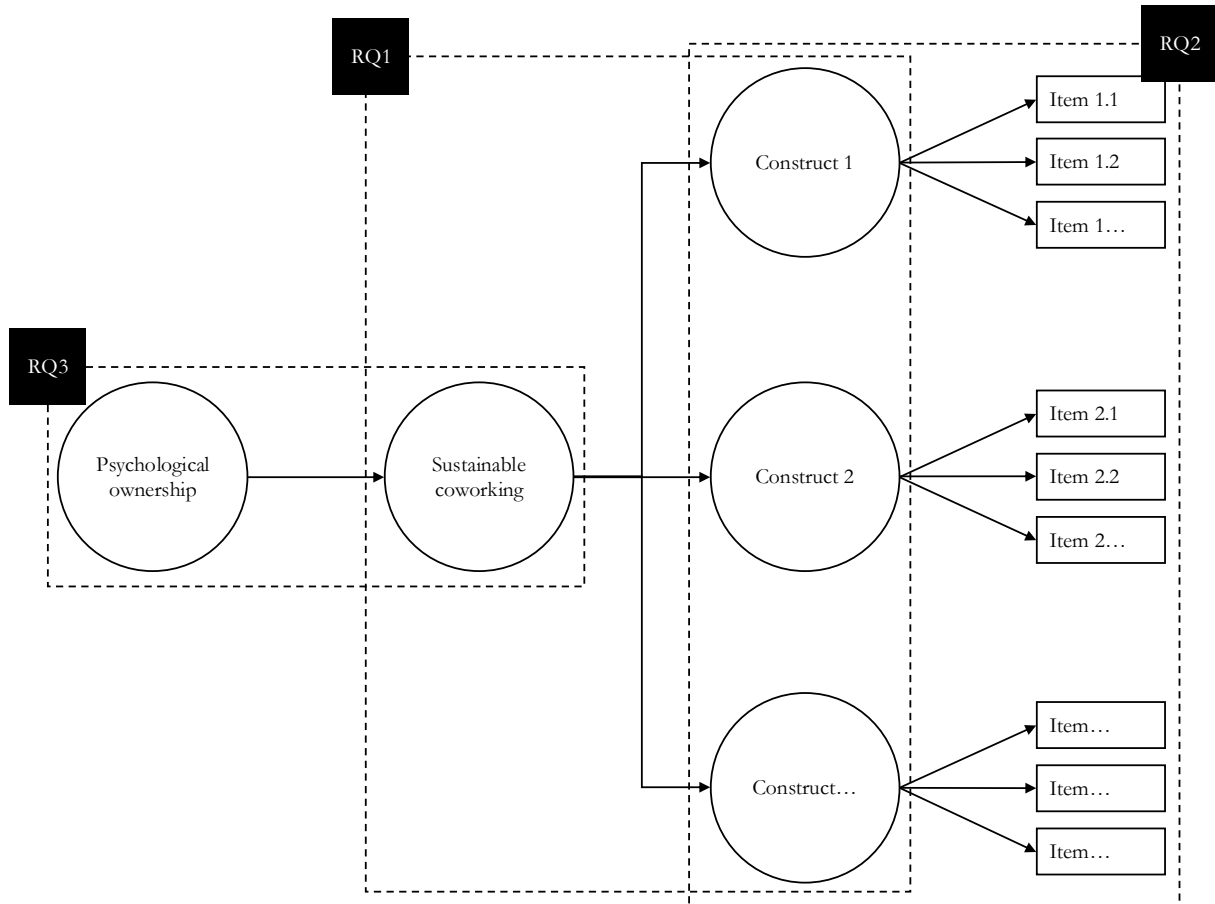 RQ1
RQ2
Construct 1
Item 1.1
Item 1.2
Item 1…
RQ3
Psychological
ownership
Sustainable
coworking
Construct 2
Item 2.1
Item 2.2
Item 2…
Construct…
Item…
Item…
Item…